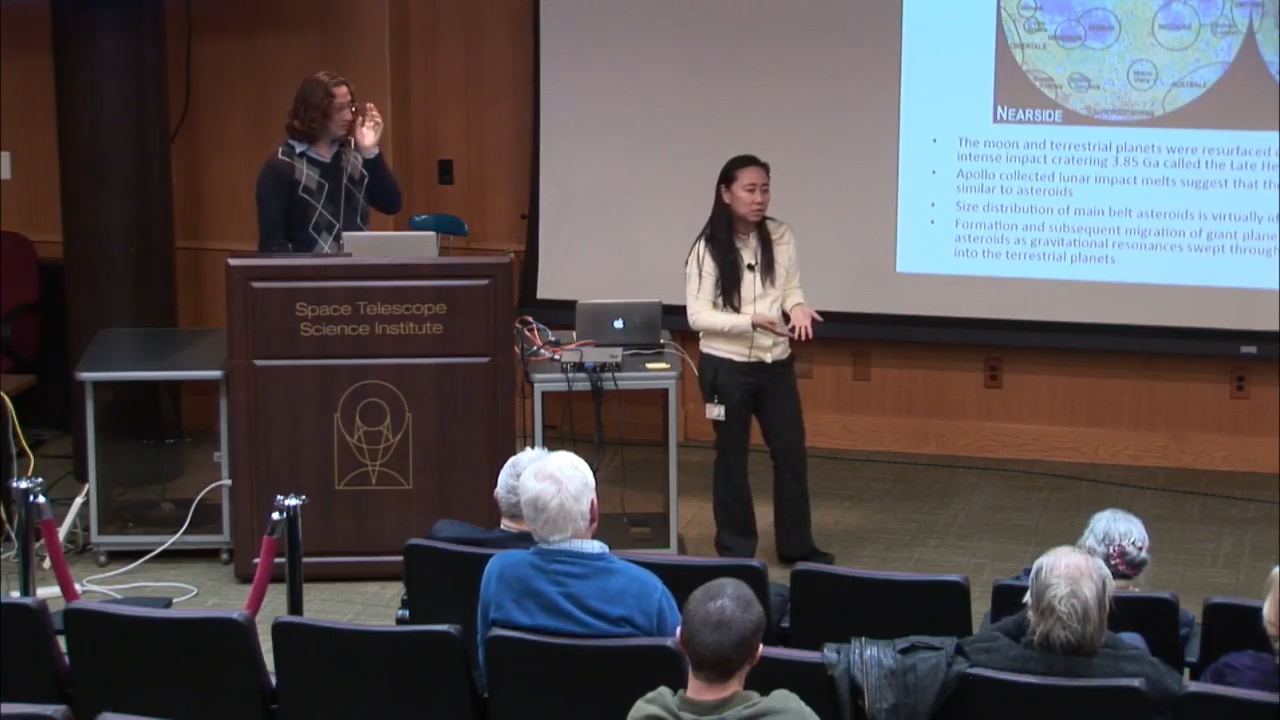 Space Telescope
Science Institute
ORIENTALE
AUSTRALE
NEARSIDE
• The moon and terrestrial planets were resurfaced
intense impact cratering 3.85 Ga called the Late He
• Apollo collected lunar impact melts suggest that th
similar to asteroids
• Size distribution of main belt asteroids is virtually i
• Formation and subsequent migration of giant plane
asteroids as gravitational resonances swept through
into the terrestrial planets